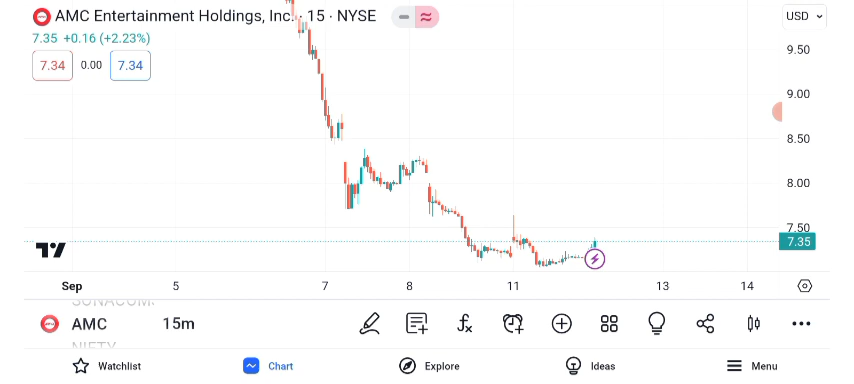 AMC Entertainment Holdings, Inc. · 15 · NYSE
USD
7.35 +0.16 (+2.23%)
7.34 0.00 7.34
9.50
9.00
8.50
8.00
7.50
7.35
Sep 5 7 8 11 13 14
AMC 15m
NIFTY
Watchlist Chart Explore Ideas Menu